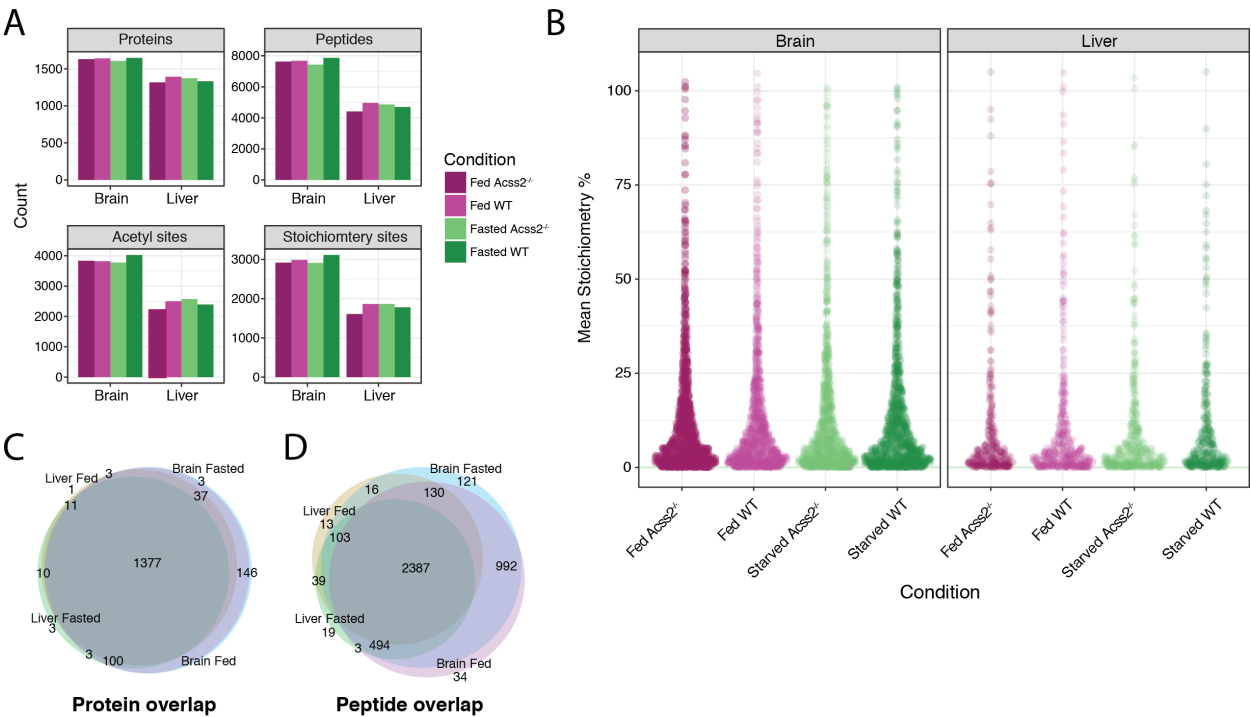 A
Proteins
Peptides
1500
1000
500
0
8000
6000
4000
2000
0
Brain
Liver
Brain
Liver
Count
Acetyl sites
Stoichiomtery sites
4000
3000
2000
1000
0
3000
2000
1000
0
Brain
Liver
Brain
Liver
Condition
Fed Acss2-/-
Fed WT
Fasted Acss2-/-
Fasted WT
B
Brain
Liver
Mean Stoichiometry %
100
75
50
25
0
Fed Acss2-/-
Fed WT
Starved Acss2-/-
Starved WT
Fed Acss2-/-
Fed WT
Starved Acss2-/-
Starved WT
Condition
C
3
Brain Fasted
Liver Fed
3
1
37
11
1377
10
146
Liver Fasted
3
3
100
Brain Fed
Protein overlap
D
Brain Fasted
121
16
130
Liver Fed
13
103
2387
992
39
Liver Fasted
19
3
494
Brain Fed
34
Peptide overlap